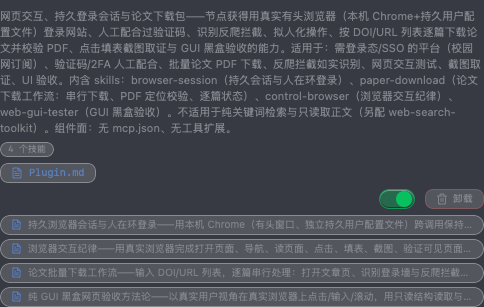 网页交互、持久登录会话与论文下载包——节点获得用真实有头浏览器（本机 Chrome+持久用户配
置文件）登录网站、人工配合过验证码、识别反爬拦截、拟人化操作、按 DOI/URL 列表逐篇下载论
文并校验 PDF、点击填表截图取证与 GUI 黑盒验收的能力。适用于：需登录态/SSO 的平台（校园
网订阅）、验证码/2FA 人工配合、批量论文 PDF 下载、反爬拦截如实识别、网页交互测试、截图取
证、UI 验收。内含 skills：browser-session（持久会话与人在环登录）、paper-download（论文
下载工作流：串行下载、PDF 定位校验、逐篇状态）、control-browser（浏览器交互纪律）、
web-gui-tester（GUI 黑盒验收）。不适用于纯关键词检索与只读取正文（另配 web-search-
toolkit）。组件面：无 mcp.json、无工具扩展。
4 个技能
Plugin.md
卸载
持久浏览器会话与人在环登录——用本机 Chrome（有头窗口、独立持久用户配置文件）跨调用保持...
浏览器交互纪律——用真实浏览器完成打开页面、导航、读页面、点击、填表、截图，验证可见页面...
论文批量下载工作流——输入 DOI/URL 列表，逐篇串行处理：打开文章页、识别登录墙与反爬拦截...
纯 GUI 黑盒网页验收方法论——以真实用户视角在真实浏览器上点击/输入/滚动，用只读结构读取与...